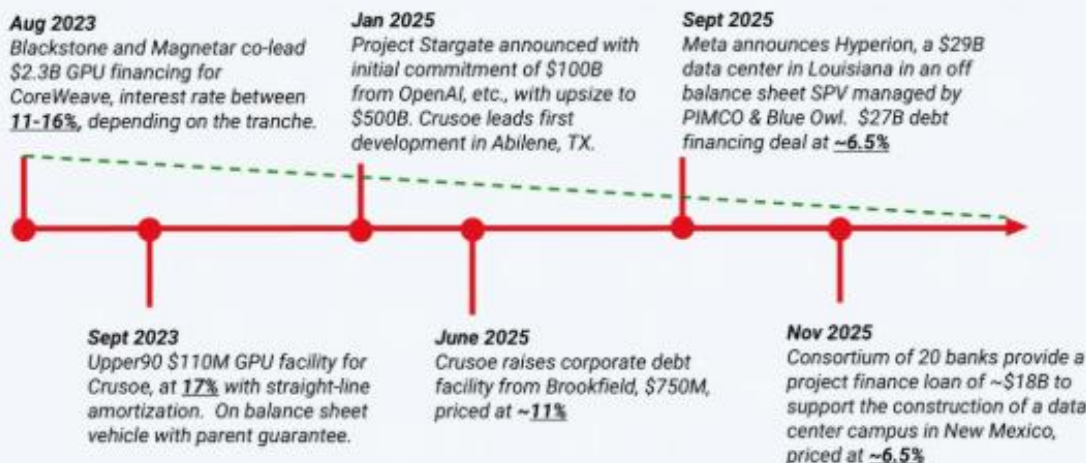 Aug 2023
Blackstone and Magnetar co-lead
$2.3B GPU financing for
CoreWeave, interest rate between
11-16%, depending on the tranche.
Jan 2025
Project Stargate announced with
initial commitment of $100B
from OpenAI, etc., with upsize to
$500B. Crusoe leads first
development in Abilene, TX.
Sept 2025
Meta announces Hyperion, a $29B
data center in Louisiana in an off
balance sheet SPV managed by
PIMCO & Blue Owl. $27B debt
financing deal at ~6.5%
Sept 2023
Upper90 $110M GPU facility for
Crusoe, at 17% with straight-line
amortization. On balance sheet
vehicle with parent guarantee.
June 2025
Crusoe raises corporate debt
facility from Brookfield, $750M,
priced at ~11%
Nov 2025
Consortium of 20 banks provide a
project finance loan of ~$18B to
support the construction of a data
center campus in New Mexico,
priced at ~6.5%